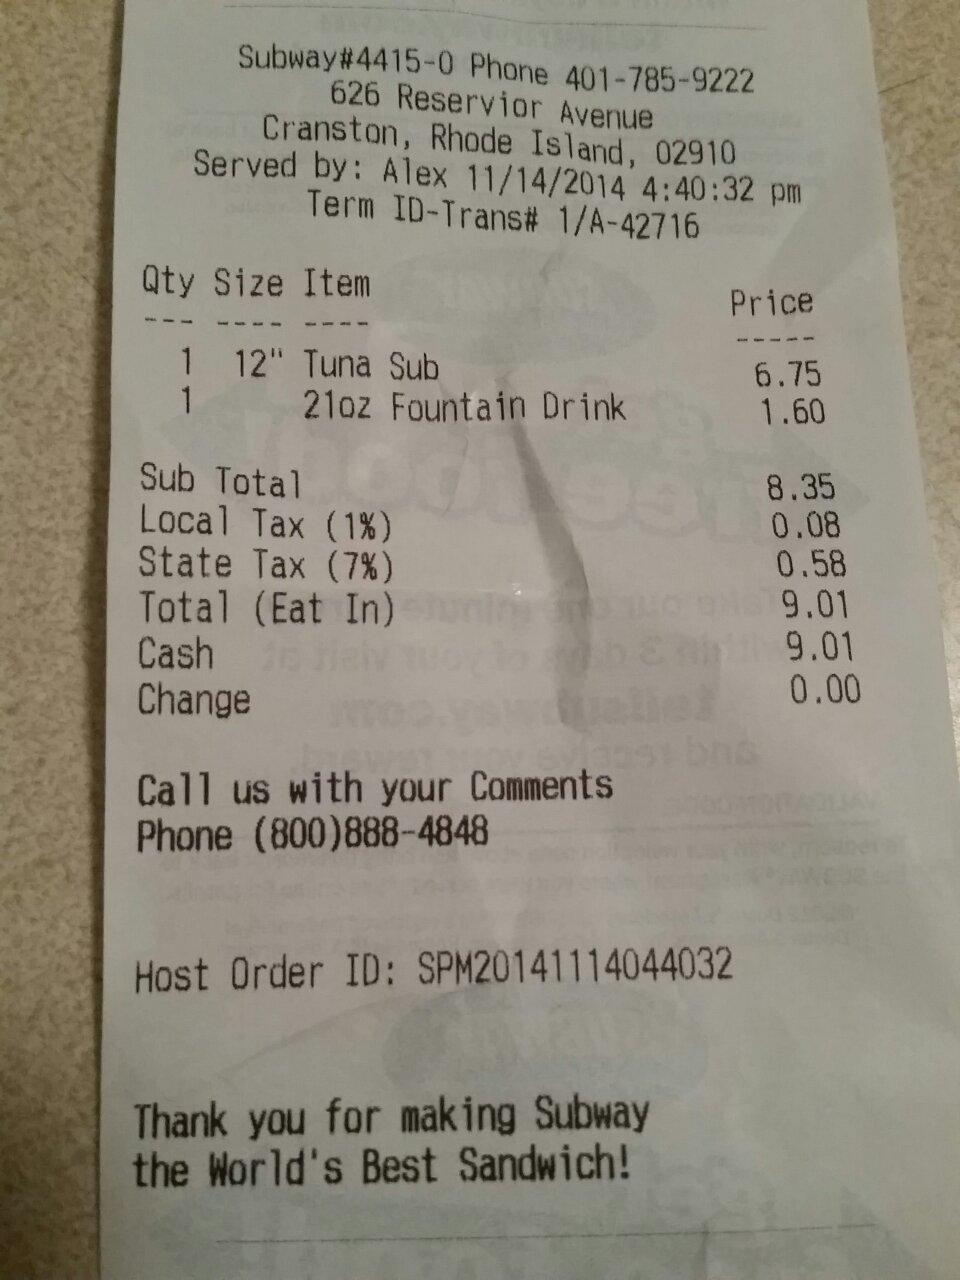 Subway#4415-0 Phone 401-785-9222
626 Reservior Avenue
Cranston, Rhode Island, 02910
Served by: Alex 11/14/2014 4:40:32 pm
Term ID-Trans# 1/A-42716
Qty Size Item Price
--- ---- ---- -----
1 12" Tuna Sub 6.75
1 21oz Fountain Drink 1.60
Sub Total 8.35
Local Tax (1%) 0.08
State Tax (7%) 0.58
Total (Eat In) 9.01
Cash 9.01
Change 0.00
Call us with your Comments
Phone (800)888-4848
Host Order ID: SPM20141114044032
Thank you for making Subway
the World's Best Sandwich!